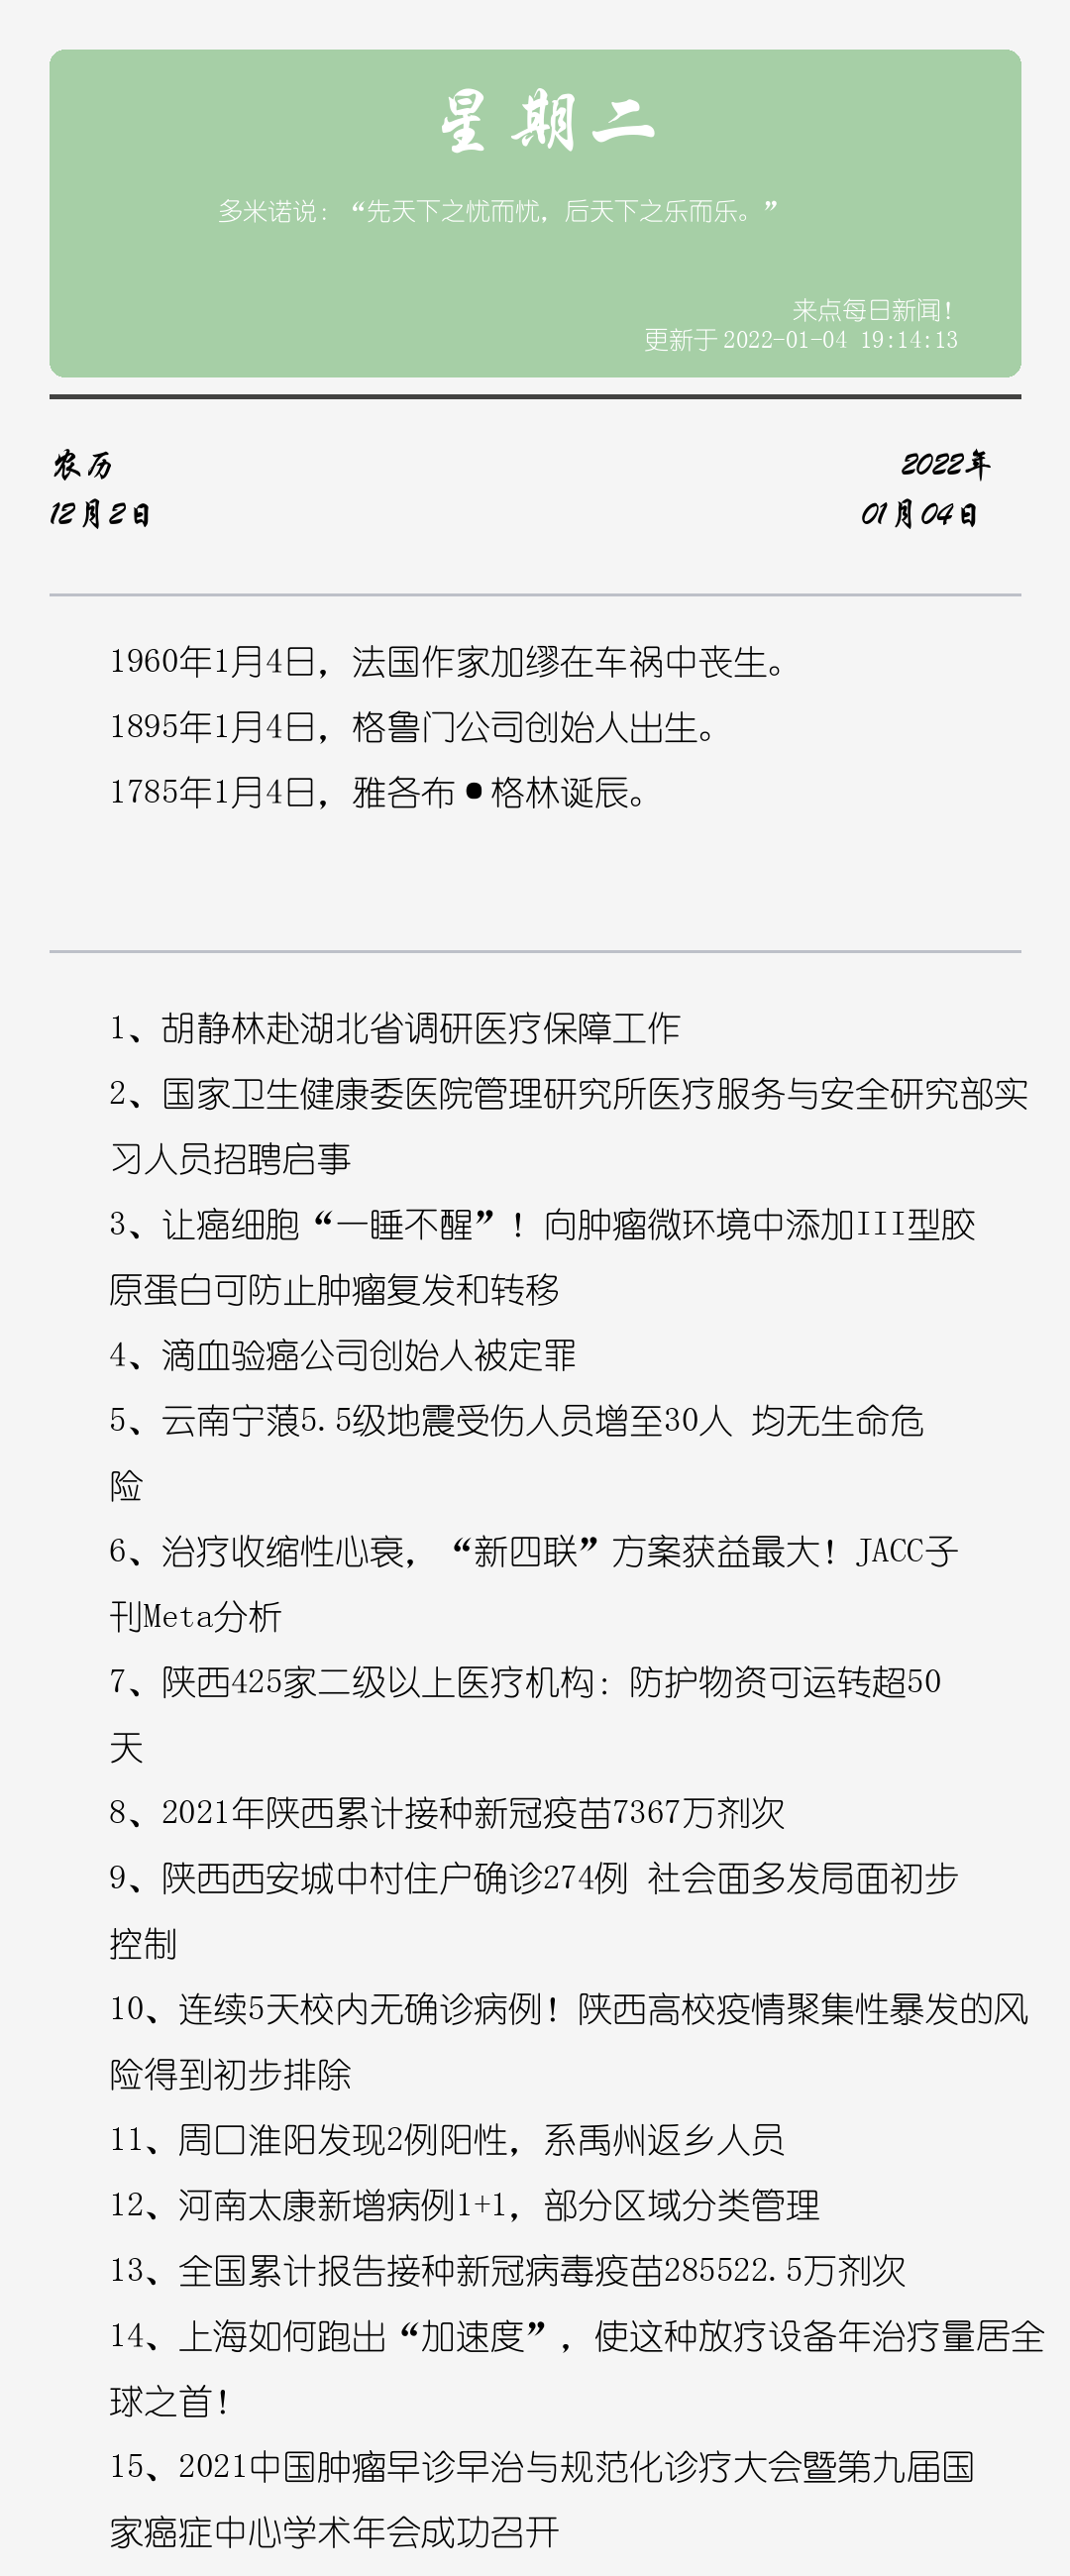 星期二
多米诺说：“先天下之忧而忧，后天下之乐而乐。”
来点每日新闻！
更新于 2022-01-04 19:14:13
农历
2022年
12月2日
01月04日
1960年1月4日，法国作家加缪在车祸中丧生。
1895年1月4日，格鲁门公司创始人出生。
1785年1月4日，雅各布•格林诞辰。
1、胡静林赴湖北省调研医疗保障工作
2、国家卫生健康委医院管理研究所医疗服务与安全研究部实
习人员招聘启事
3、让癌细胞“一睡不醒”！向肿瘤微环境中添加III型胶
原蛋白可防止肿瘤复发和转移
4、滴血验癌公司创始人被定罪
5、云南宁蒗5.5级地震受伤人员增至30人 均无生命危
险
6、治疗收缩性心衰，“新四联”方案获益最大！JACC子
刊Meta分析
7、陕西425家二级以上医疗机构：防护物资可运转超50
天
8、2021年陕西累计接种新冠疫苗7367万剂次
9、陕西西安城中村住户确诊274例 社会面多发局面初步
控制
10、连续5天校内无确诊病例！陕西高校疫情聚集性暴发的风
险得到初步排除
11、周口淮阳发现2例阳性，系禹州返乡人员
12、河南太康新增病例1+1，部分区域分类管理
13、全国累计报告接种新冠病毒疫苗285522.5万剂次
14、上海如何跑出“加速度”，使这种放疗设备年治疗量居全
球之首！
15、2021中国肿瘤早诊早治与规范化诊疗大会暨第九届国
家癌症中心学术年会成功召开